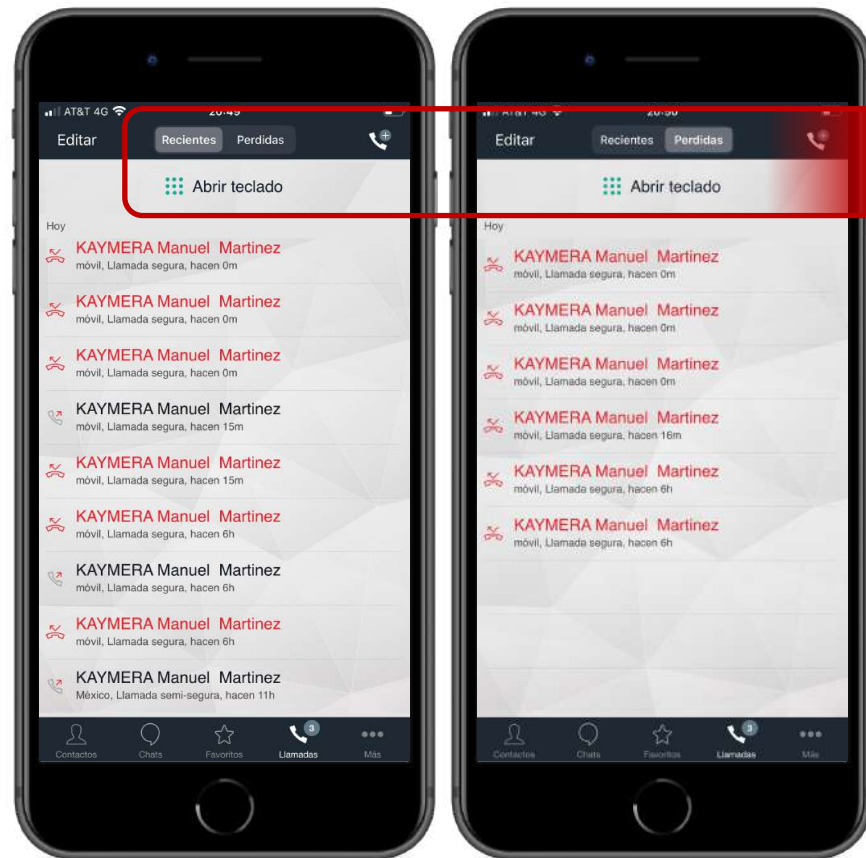 AT&T 4G
20:49
Editar
Recientes
Perdidas
Abrir teclado
Hoy
KAYMERA Manuel Martinez
móvil, Llamada segura, hacen 0m
KAYMERA Manuel Martinez
móvil, Llamada segura, hacen 0m
KAYMERA Manuel Martinez
móvil, Llamada segura, hacen 0m
KAYMERA Manuel Martinez
móvil, Llamada segura, hacen 15m
KAYMERA Manuel Martinez
móvil, Llamada segura, hacen 15m
KAYMERA Manuel Martinez
móvil, Llamada segura, hacen 6h
KAYMERA Manuel Martinez
móvil, Llamada segura, hacen 6h
KAYMERA Manuel Martinez
móvil, Llamada segura, hacen 6h
KAYMERA Manuel Martinez
México, Llamada semi-segura, hacen 11h
3
Contactos
Chats
Favoritos
Llamadas
Más
AT&T 4G
20:50
Editar
Recientes
Perdidas
Abrir teclado
Hoy
KAYMERA Manuel Martinez
móvil, Llamada segura, hacen 0m
KAYMERA Manuel Martinez
móvil, Llamada segura, hacen 0m
KAYMERA Manuel Martinez
móvil, Llamada segura, hacen 0m
KAYMERA Manuel Martinez
móvil, Llamada segura, hacen 16m
KAYMERA Manuel Martinez
móvil, Llamada segura, hacen 6h
KAYMERA Manuel Martinez
móvil, Llamada segura, hacen 6h
3
Contactos
Chats
Favoritos
Llamadas
Más